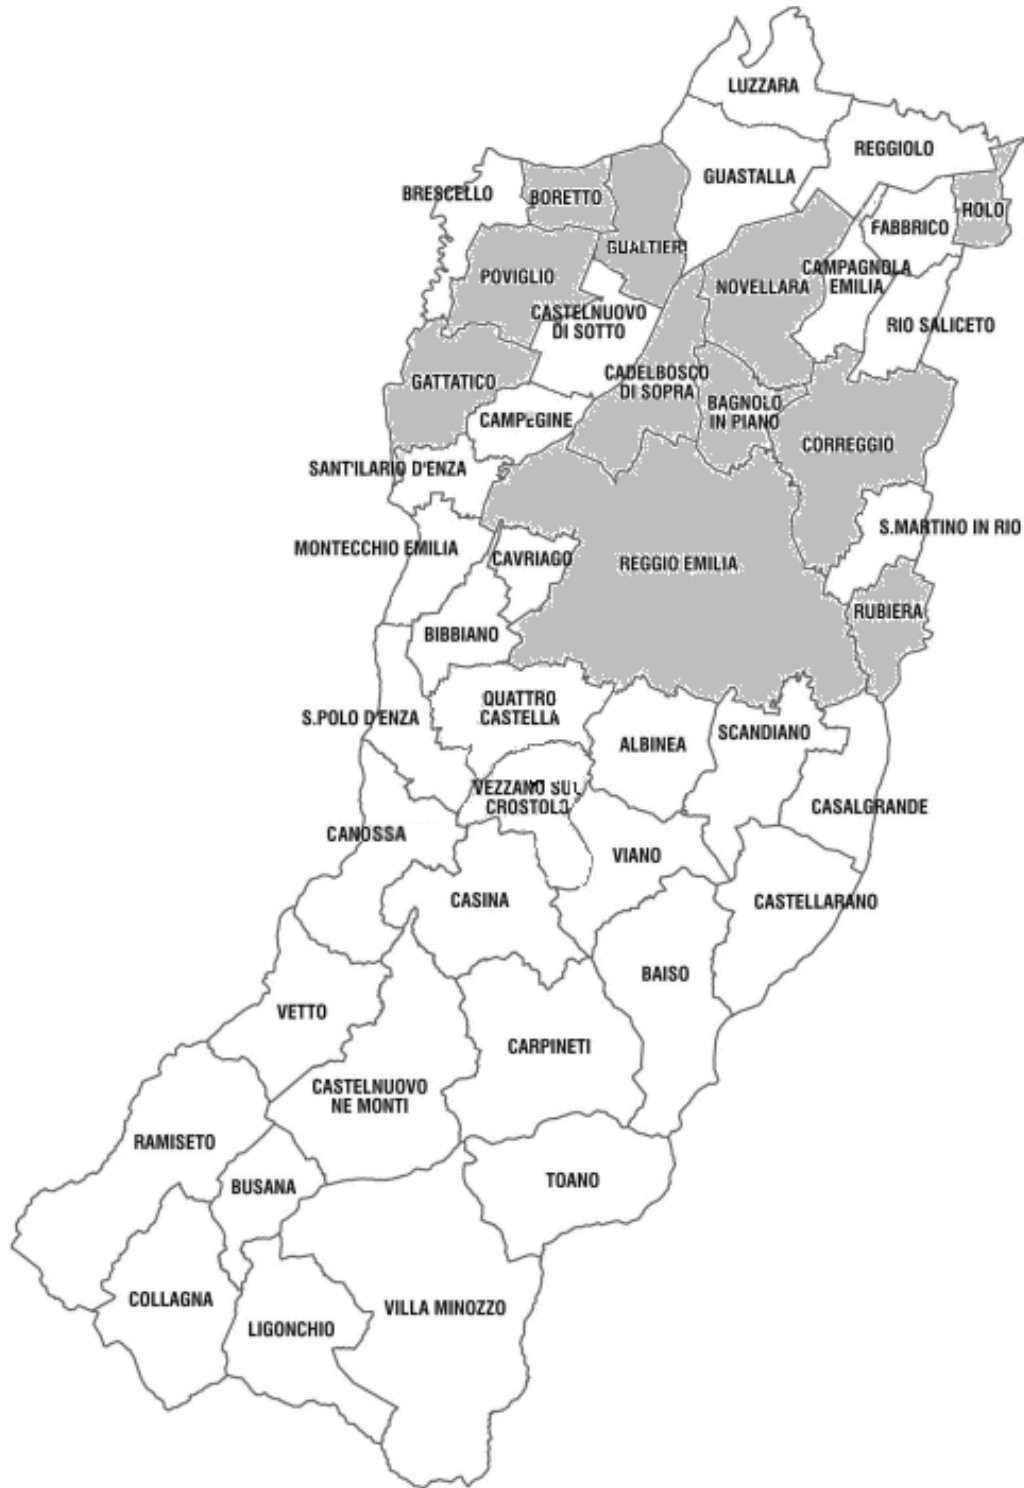 LUZZARA
REGGIOLO
GUASTALLA
BRESCELLO
BORETTO
ROLO
FABBRICO
GUALTIERI
CAMPAGNOLA
EMILIA
POVIGLIO
NOVELLARA
CASTELNUOVO
DI SOTTO
RIO SALICETO
CADELBOSCO
DI SOPRA
GATTATICO
BAGNOLO
IN PIANO
CAMPEGINE
CORREGGIO
SANT'ILARIO D'ENZA
S.MARTINO IN RIO
MONTECCHIO EMILIA
CAVRIAGO
REGGIO EMILIA
RUBIERA
BIBBIANO
QUATTRO
CASTELLA
S.POLO D'ENZA
SCANDIANO
ALBINEA
VEZZANO SUL
CROSTOLO
CASALGRANDE
CANOSSA
VIANO
CASINA
CASTELLARANO
BAISO
VETTO
CARPINETI
CASTELNUOVO
NE MONTI
RAMISETO
TOANO
BUSANA
COLLAGNA
VILLA MINOZZO
LIGONCHIO